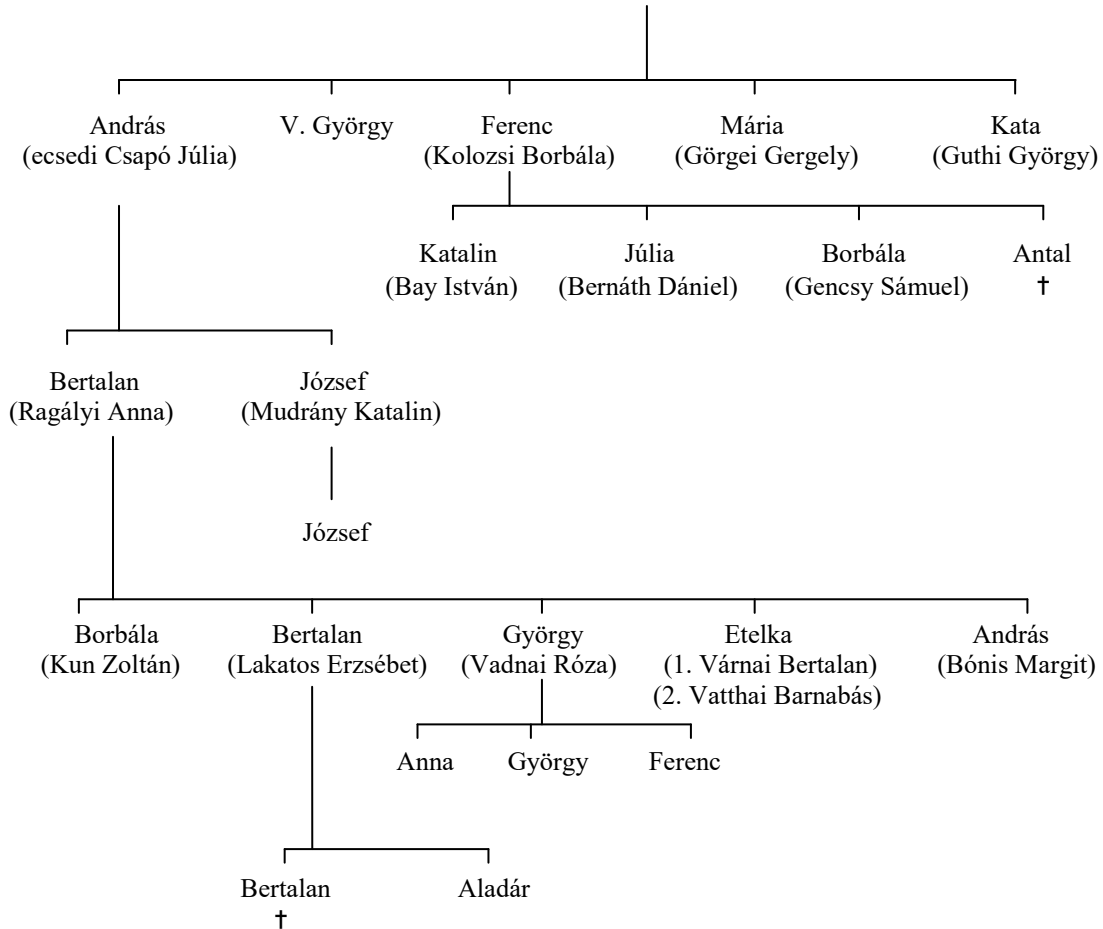 András V. György Ferenc Mária Kata
(ecsedi Csapó Júlia) (Kolozsi Borbála) (Görgei Gergely) (Guthi György)
Katalin Júlia Borbála Antal
(Bay István) (Bernáth Dániel) (Gencsy Sámuel) †
Bertalan József
(Ragályi Anna) (Mudrány Katalin)
József
Borbála Bertalan György Etelka András
(Kun Zoltán) (Lakatos Erzsébet) (Vadnai Róza) (1. Várnai Bertalan) (Bónis Margit)
(2. Vatthai Barnabás)
Anna György Ferenc
Bertalan Aladár
†